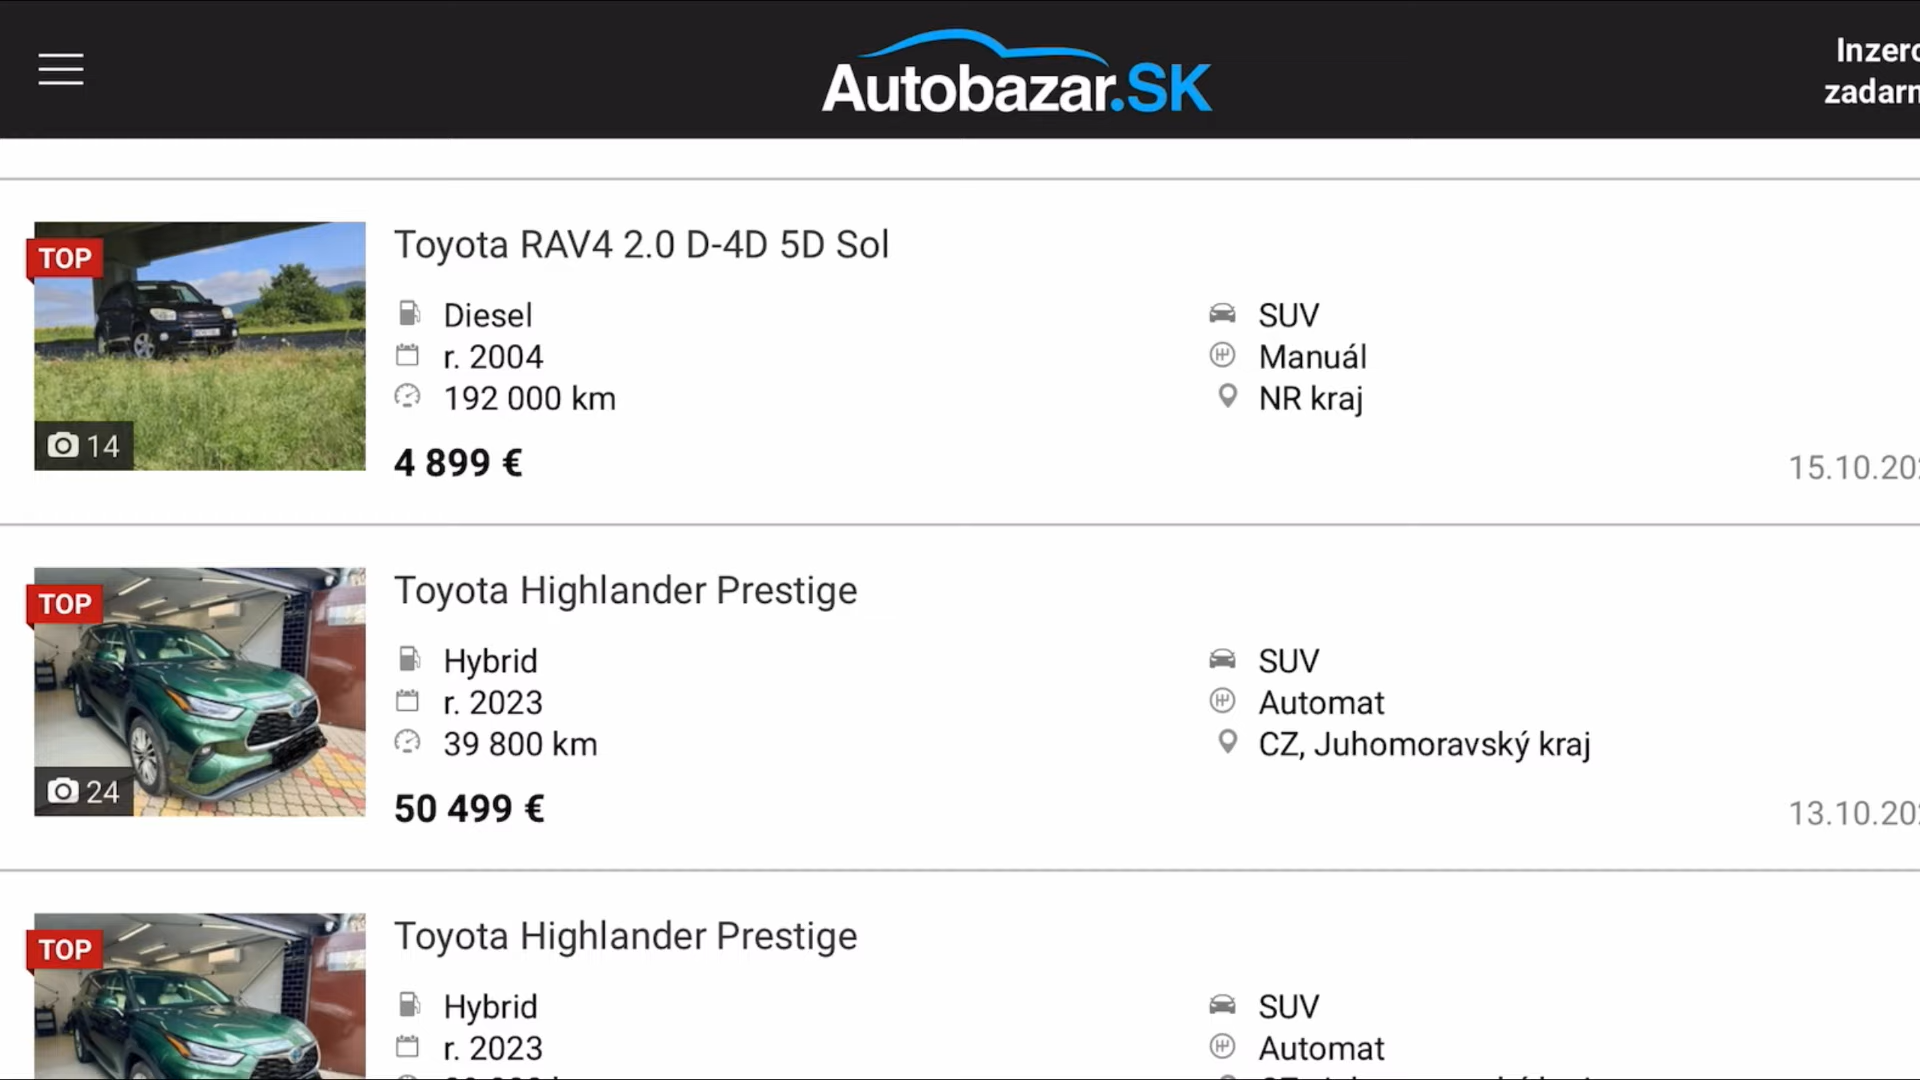 Autobazar.SK
Inzero
zadarn
TOP
Toyota RAV4 2.0 D-4D 5D Sol
Diesel
SUV
r. 2004
Manuál
192 000 km
NR kraj
14
4 899 €
15.10.20
TOP
Toyota Highlander Prestige
Hybrid
SUV
r. 2023
Automat
39 800 km
CZ, Juhomoravský kraj
24
50 499 €
13.10.20
TOP
Toyota Highlander Prestige
Hybrid
SUV
r. 2023
Automat